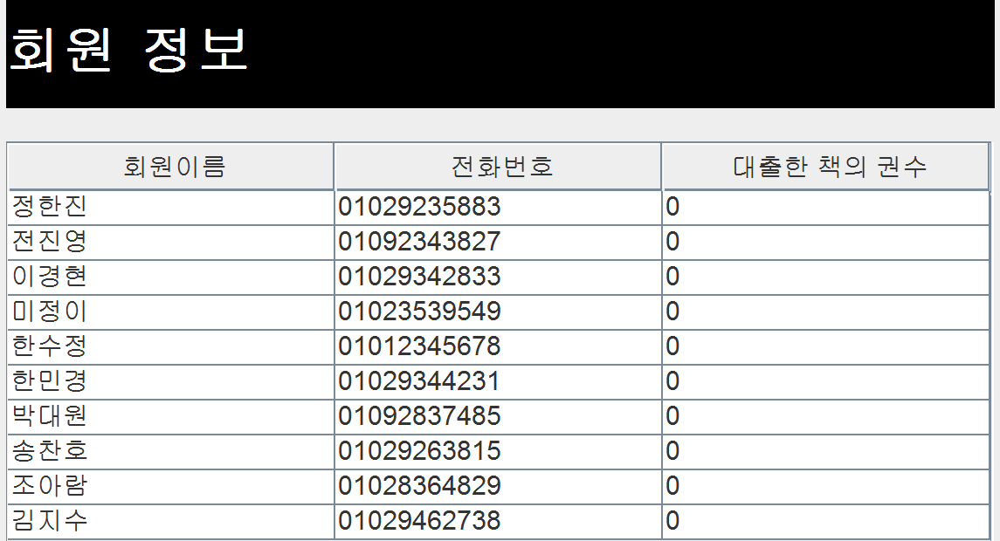 회원 정보
회원이름 전화번호 대출한 책의 권수
정한진 01029235883 0
전진영 01092343827 0
이경현 01029342833 0
미정이 01023539549 0
한수정 01012345678 0
한민경 01029344231 0
박대원 01092837485 0
송찬호 01029263815 0
조아람 01028364829 0
김지수 01029462738 0